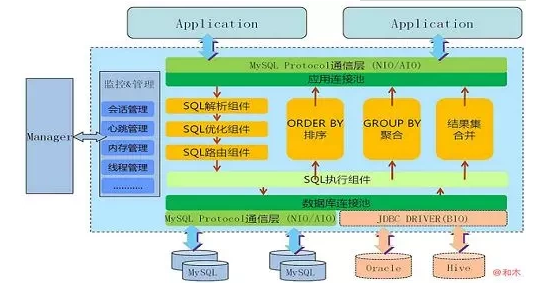 Application
Application
MySQL Protocol通信层 (NIO/AIO)
应用连接池
监控&管理
会话管理
心跳管理
内存管理
线程管理
...........
Manager
SQL解析组件
SQL优化组件
SQL路由组件
ORDER BY
排序
GROUP BY
聚合
结果集
合并
SQL执行组件
数据库连接池
MySQL Protocol通信层 (NIO/AIO)
JDBC DRIVER(BIO)
MySQL
MySQL
Oracle
Hive
@和木